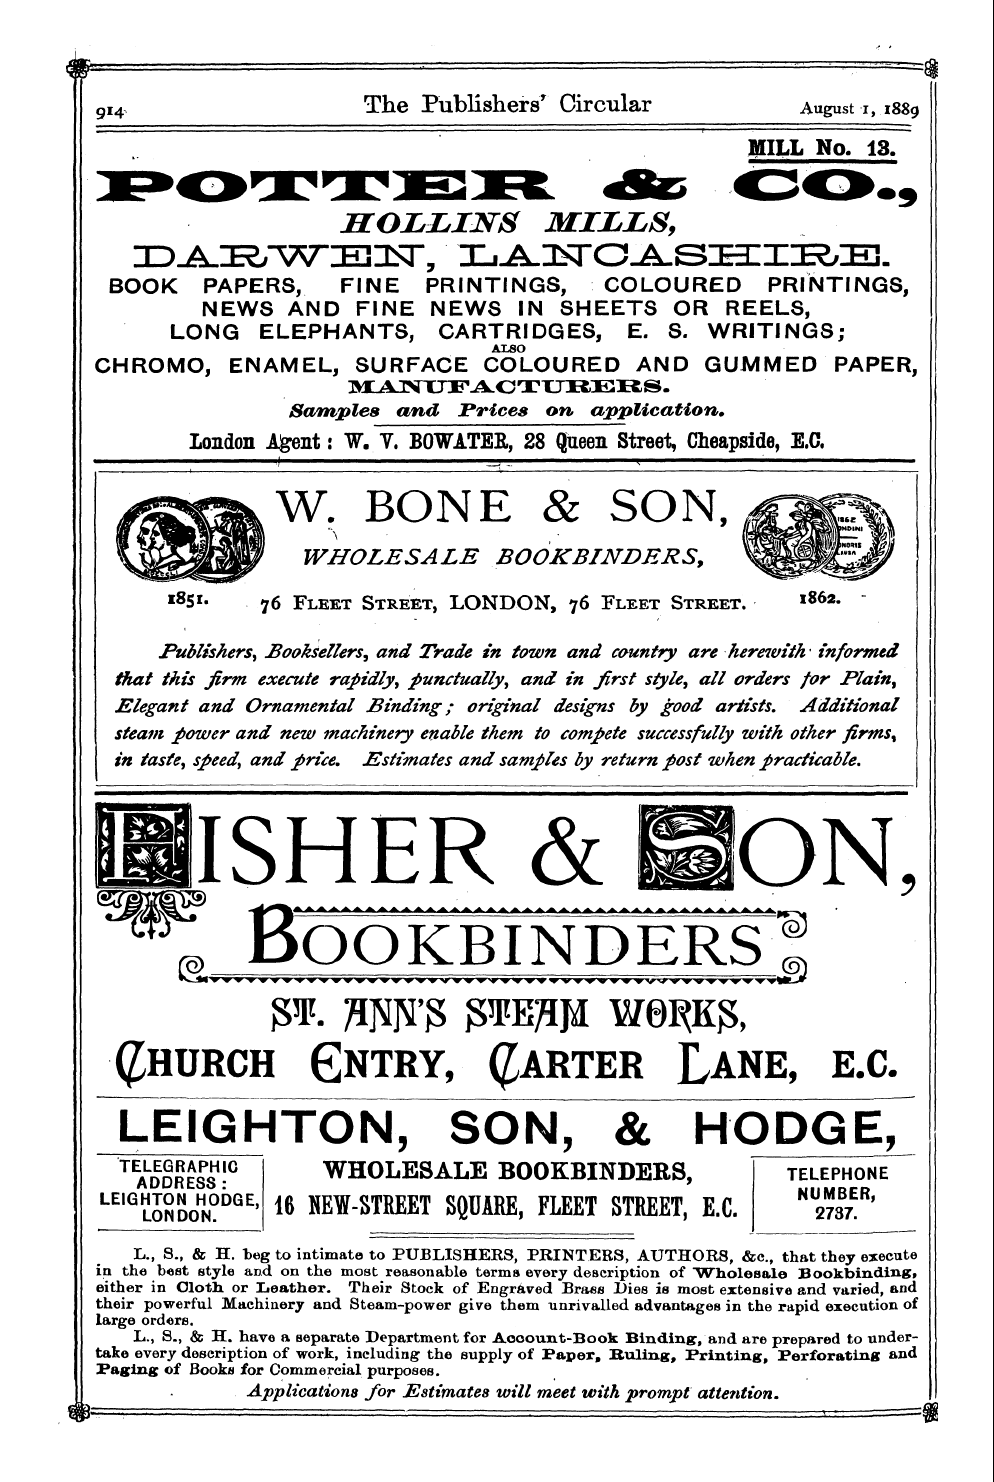 914
The Publishers' Circular
August 1, 1889
MILL No. 13.
POTTER & CO.,
HOLLINS MILLS,
DARWEN, LANCASHIRE.
BOOK PAPERS, FINE PRINTINGS, COLOURED PRINTINGS,
NEWS AND FINE NEWS IN SHEETS OR REELS,
LONG ELEPHANTS, CARTRIDGES, E. S. WRITINGS;
ALSO
CHROMO, ENAMEL, SURFACE COLOURED AND GUMMED PAPER,
MANUFACTURERS.
Samples and Prices on application.
London Agent: W. V. BOWATER, 28 Queen Street, Cheapside, E.C.
W. BONE & SON,
WHOLESALE BOOKBINDERS,
1862
LONDINI
HONORIS
CAUSA
1851.
76 FLEET STREET, LONDON, 76 FLEET STREET.
1862.
Publishers, Booksellers, and Trade in town and country are herewith informed
that this firm execute rapidly, punctually, and in first style, all orders for Plain,
Elegant and Ornamental Binding; original designs by good artists. Additional
steam power and new machinery enable them to compete successfully with other firms,
in taste, speed, and price. Estimates and samples by return post when practicable.
FISHER & SON,
BOOKBINDERS
ST. ANN'S STEAM WORKS,
CHURCH ENTRY, CARTER LANE, E.C.
LEIGHTON, SON, & HODGE,
TELEGRAPHIC
ADDRESS:
LEIGHTON HODGE,
LONDON.
WHOLESALE BOOKBINDERS,
16 NEW-STREET SQUARE, FLEET STREET, E.C.
TELEPHONE
NUMBER,
2737.
L., S., & H. beg to intimate to PUBLISHERS, PRINTERS, AUTHORS, &c., that they execute
in the best style and on the most reasonable terms every description of Wholesale Bookbinding,
either in Cloth or Leather. Their Stock of Engraved Brass Dies is most extensive and varied, and
their powerful Machinery and Steam-power give them unrivalled advantages in the rapid execution of
large orders.
L., S., & H. have a separate Department for Account-Book Binding, and are prepared to under-
take every description of work, including the supply of Paper, Ruling, Printing, Perforating and
Paging of Books for Commercial purposes.
Applications for Estimates will meet with prompt attention.